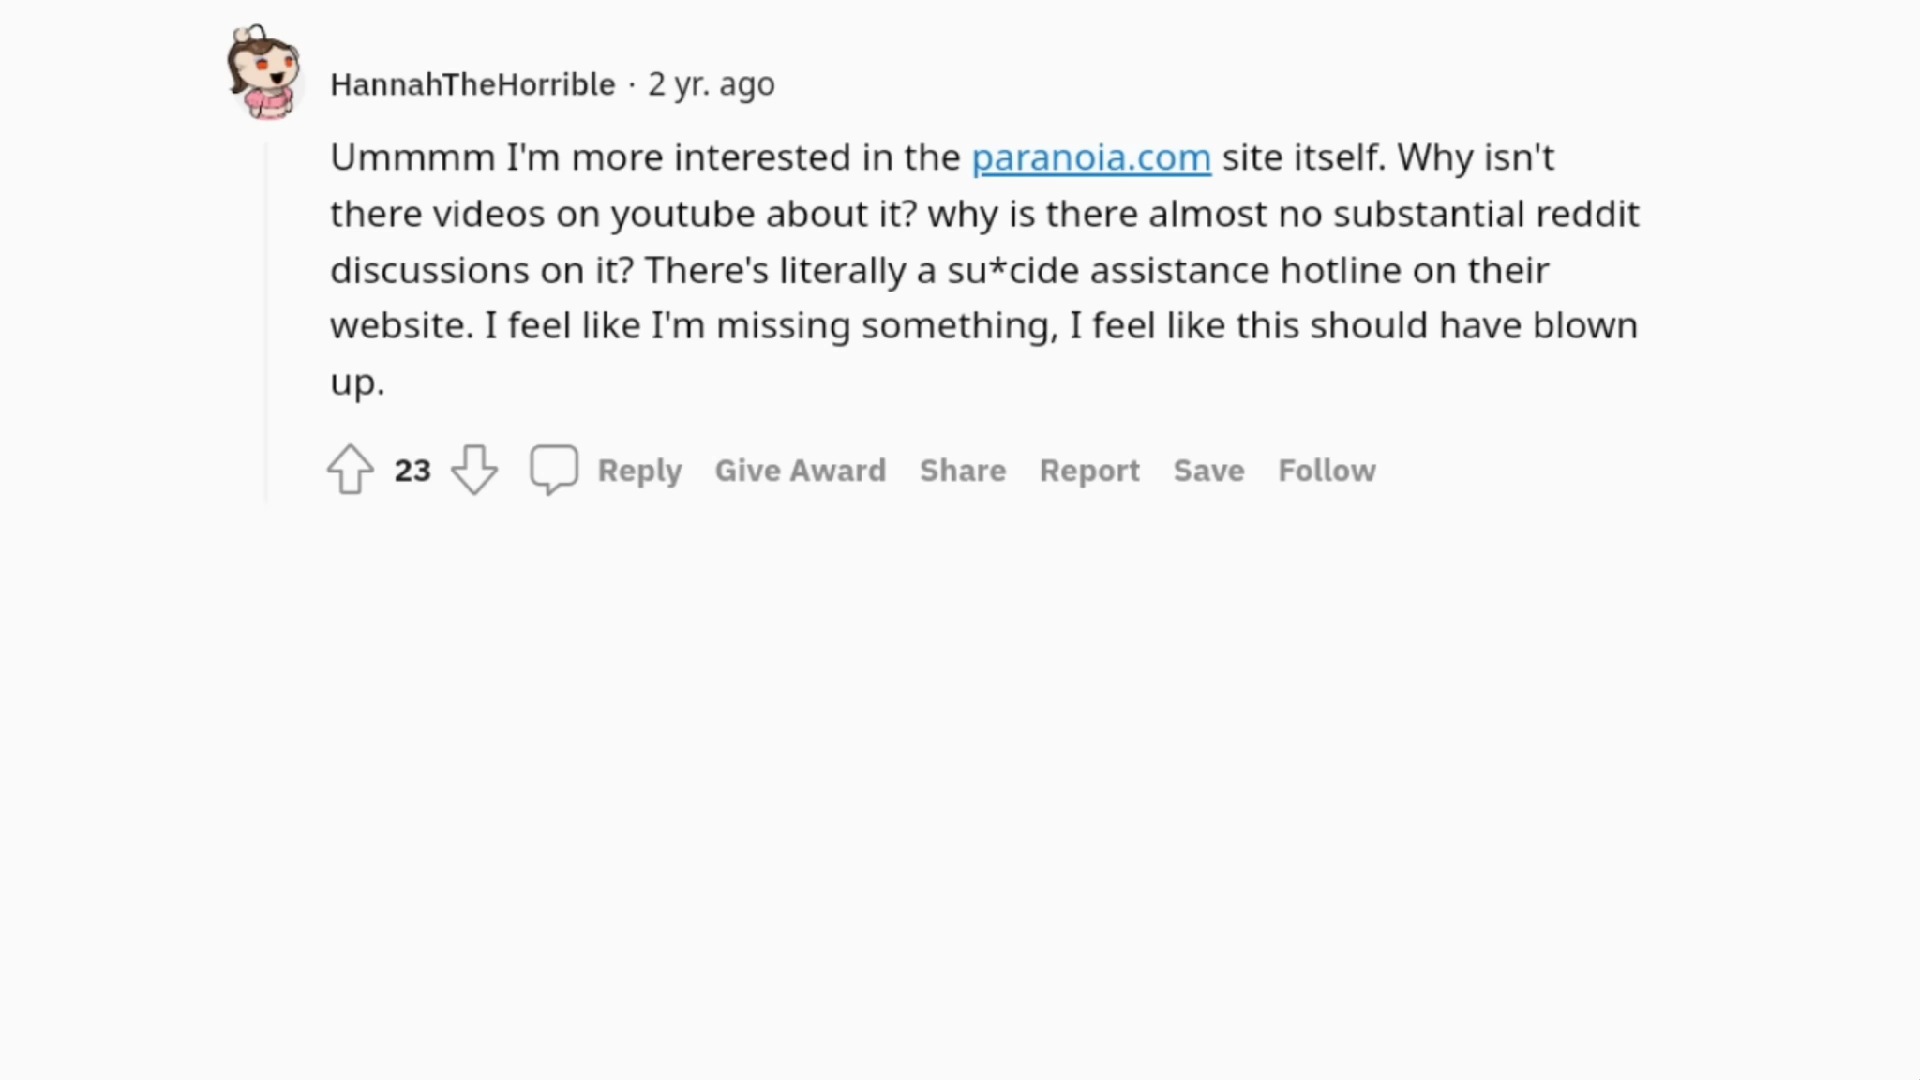 HannahTheHorrible · 2 yr. ago
Ummmm I'm more interested in the paranoia.com site itself. Why isn't
there videos on youtube about it? why is there almost no substantial reddit
discussions on it? There's literally a su*cide assistance hotline on their
website. I feel like I'm missing something, I feel like this should have blown
up.
23 Reply Give Award Share Report Save Follow